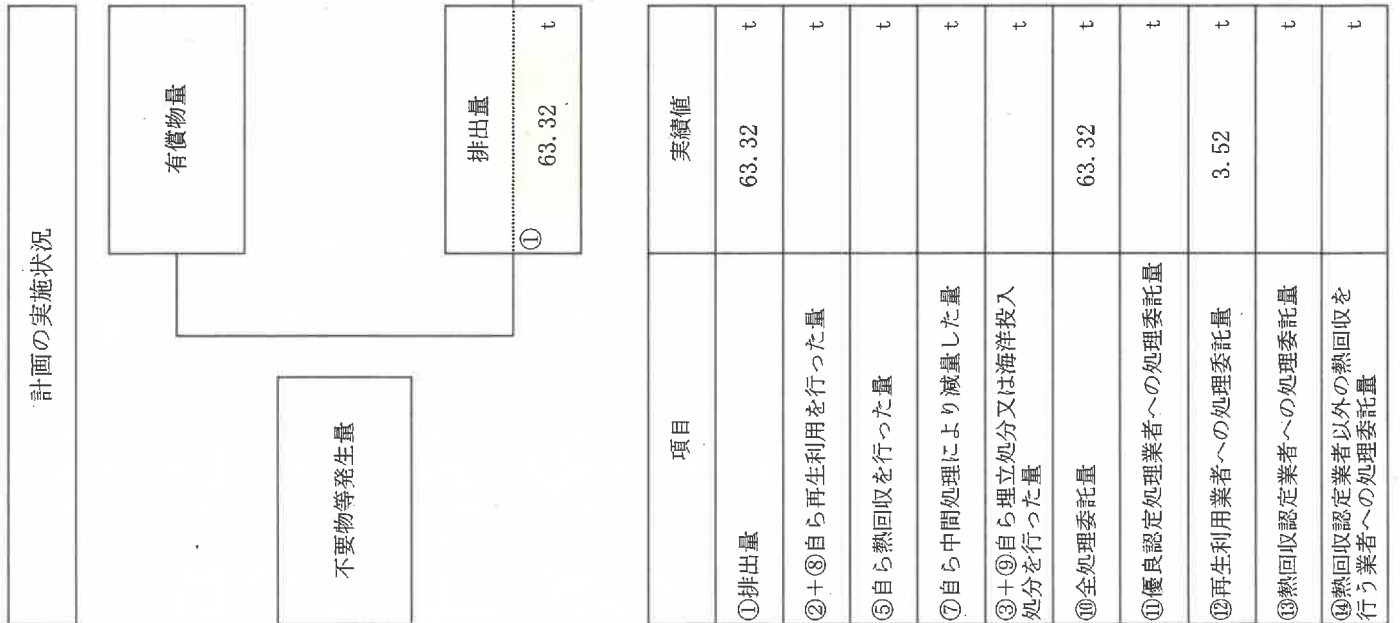 計画の実施状況
不要物等発生量
有償物量
排出量
① 63.32 t
項目 実績値
①排出量 63.32 t
②+⑧自ら再生利用を行った量 t
⑤自ら熱回収を行った量 t
⑦自ら中間処理により減量した量 t
③+⑨自ら埋立処分又は海洋投入
処分を行った量 t
⑩全処理委託量 63.32 t
⑪優良認定処理業者への処理委託量 t
⑫再生利用業者への処理委託量 3.52 t
⑬熱回収認定業者への処理委託量 t
⑭熱回収認定業者以外の熱回収を
行う業者への処理委託量 t